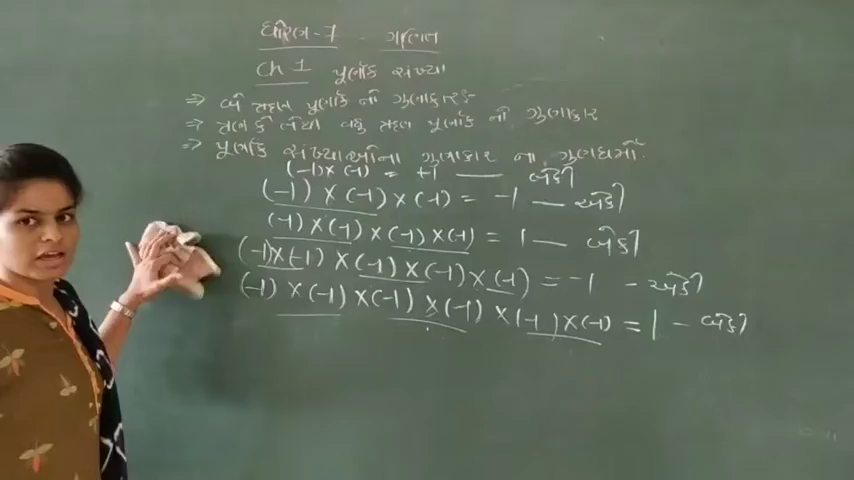 ધોરણ-7 - ગણિત
Ch 1 પૂર્ણાંક સંખ્યા
⇒ બે ઋણ પૂર્ણાંક નો ગુણાકાર :-
⇒ ત્રણ કે તેથી વધુ ઋણ પૂર્ણાંક નો ગુણાકાર
⇒ પૂર્ણાંક સંખ્યાઓના ગુણાકાર ના ગુણધર્મો.
(-1) × (-1) = +1 — બેકી
(-1) × (-1) × (-1) = -1 — એકી
(-1) × (-1) × (-1) × (-1) = 1 — બેકી
(-1) × (-1) × (-1) × (-1) × (-1) = -1 - એકી
(-1) × (-1) × (-1) × (-1) × (-1) × (-1) = 1 - બેકી